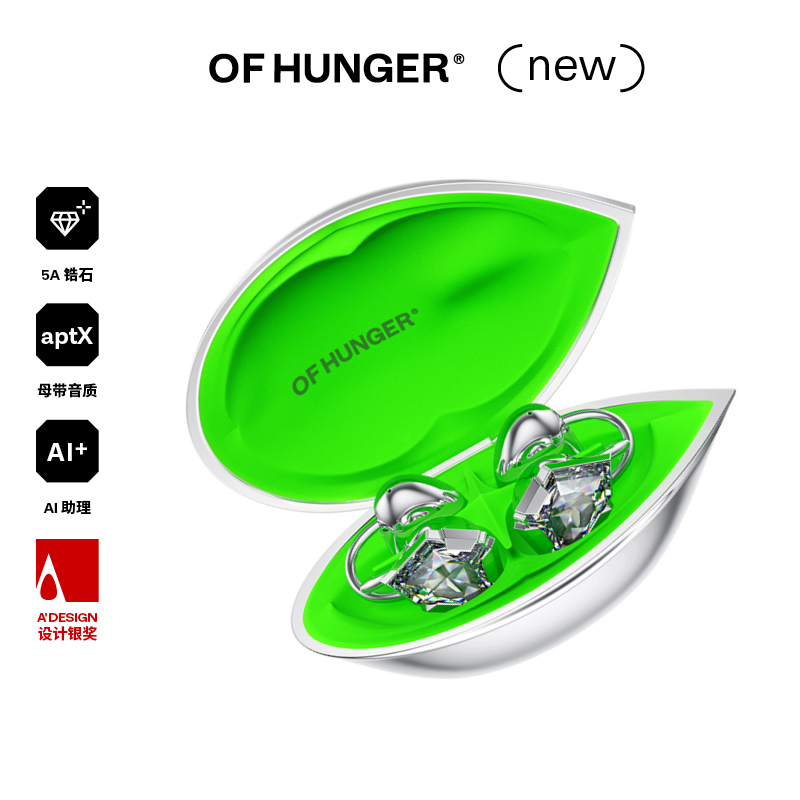 OF HUNGER® (new)
5A 锆石
aptX
母带音质
AI+
AI 助理
A'DESIGN
设计银奖
OF HUNGER®